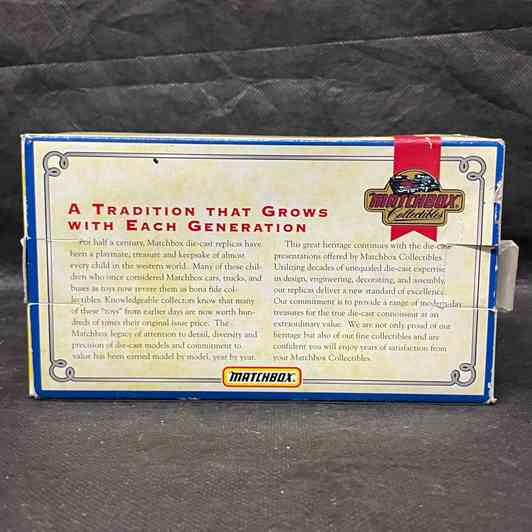 A Tradition that Grows
with Each Generation
MATCHBOX
Collectibles
For half a century, Matchbox die-cast replicas have
been a playmate, treasure and keepsake of almost
every child in the western world. Many of those chil-
dren who once considered Matchbox cars, trucks, and
buses as toys now revere them as bona fide col-
lectibles. Knowledgeable collectors know that many
of these "toys" from earlier days are now worth hun-
dreds of times their original issue price. The
Matchbox legacy of attention to detail, diversity and
precision of die-cast models and commitment to
value has been earned model by model, year by year.
This great heritage continues with the die-cast
presentations offered by Matchbox Collectibles.
Utilizing decades of unequaled die-cast expertise
in design, engineering, decorating, and assembly,
our replicas deliver a new standard of excellence.
Our commitment is to provide a range of modern-day
treasures for the true die-cast connoisseur at an
extraordinary value. We are not only proud of our
heritage but also of our fine collectibles and are
confident you will enjoy years of satisfaction from
your Matchbox Collectibles.
MATCHBOX